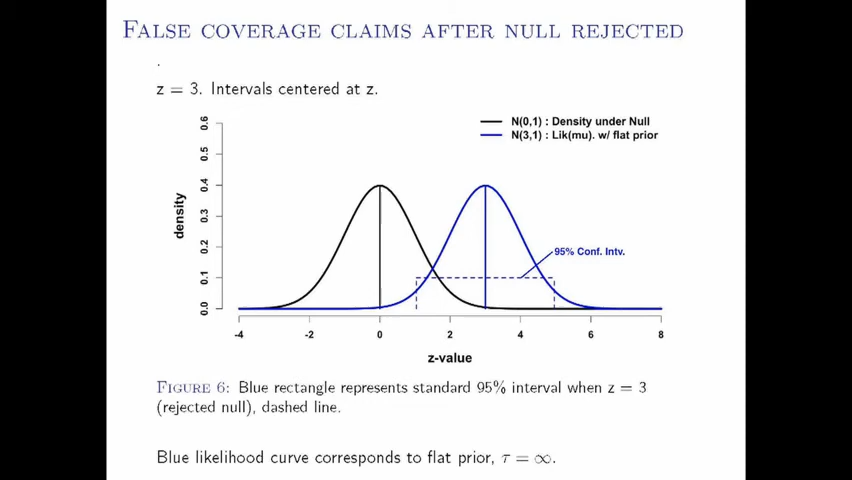 FALSE COVERAGE CLAIMS AFTER NULL REJECTED
.
z = 3. Intervals centered at z.
N(0,1) : Density under Null
N(3,1) : Lik(mu). w/ flat prior
0.6
0.5
0.4
0.3
0.2
0.1
0.0
density
95% Conf. Intv.
-4 -2 0 2 4 6 8
z-value
FIGURE 6: Blue rectangle represents standard 95% interval when z = 3
(rejected null), dashed line.
Blue likelihood curve corresponds to flat prior, τ = ∞.